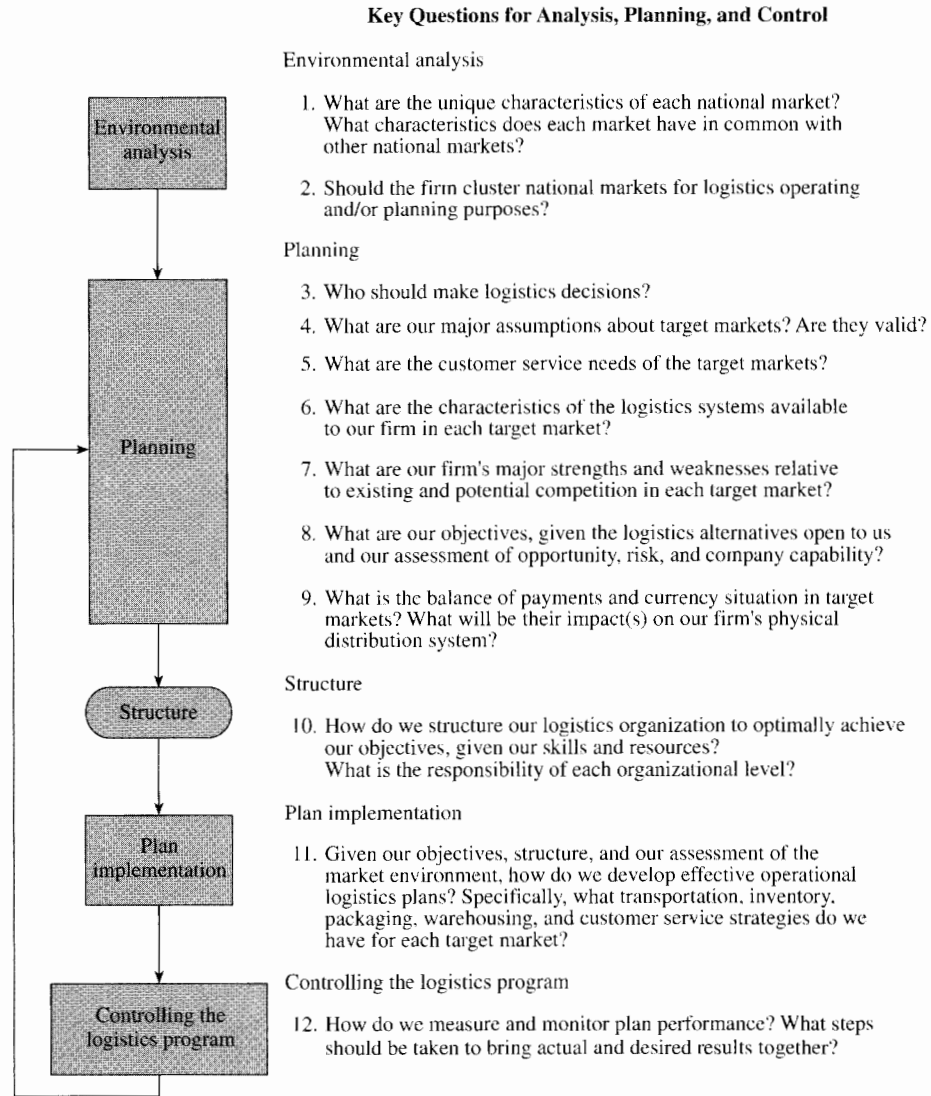 Key Questions for Analysis, Planning, and Control
Environmental analysis
1. What are the unique characteristics of each national market?
What characteristics does each market have in common with
other national markets?
2. Should the firm cluster national markets for logistics operating
and/or planning purposes?
Environmental
analysis
Planning
3. Who should make logistics decisions?
4. What are our major assumptions about target markets? Are they valid?
5. What are the customer service needs of the target markets?
6. What are the characteristics of the logistics systems available
to our firm in each target market?
7. What are our firm's major strengths and weaknesses relative
to existing and potential competition in each target market?
8. What are our objectives, given the logistics alternatives open to us
and our assessment of opportunity, risk, and company capability?
9. What is the balance of payments and currency situation in target
markets? What will be their impact(s) on our firm's physical
distribution system?
Planning
Structure
10. How do we structure our logistics organization to optimally achieve
our objectives, given our skills and resources?
What is the responsibility of each organizational level?
Structure
Plan implementation
11. Given our objectives, structure, and our assessment of the
market environment, how do we develop effective operational
logistics plans? Specifically, what transportation, inventory,
packaging, warehousing, and customer service strategies do we
have for each target market?
Plan
implementation
Controlling the logistics program
12. How do we measure and monitor plan performance? What steps
should be taken to bring actual and desired results together?
Controlling the
logistics program